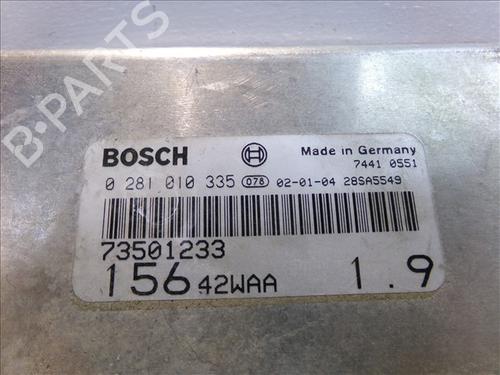 B-PARTS
BOSCH Made in Germany
7441 0551
0 281 010 335 078 02-01-04 28SA5549
73501233
156 42WAA 1.9